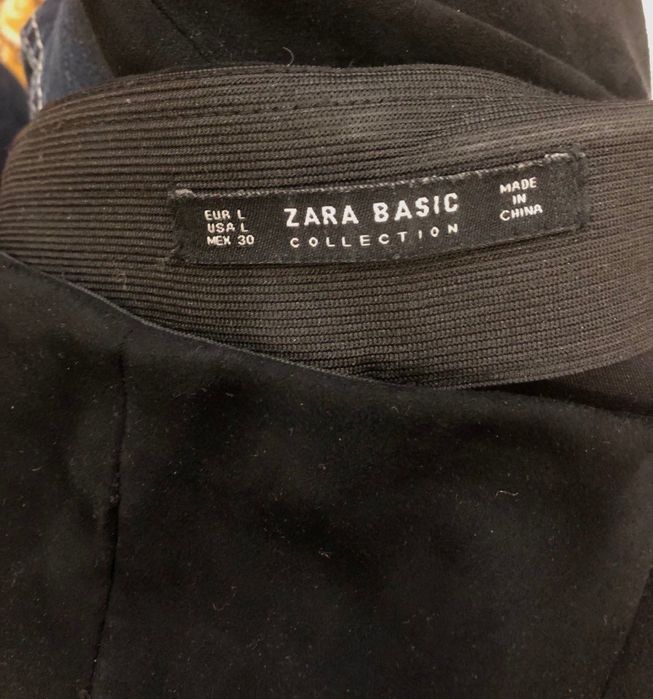 EUR L
USA L
MEX 30
ZARA BASIC
COLLECTION
MADE
IN
CHINA